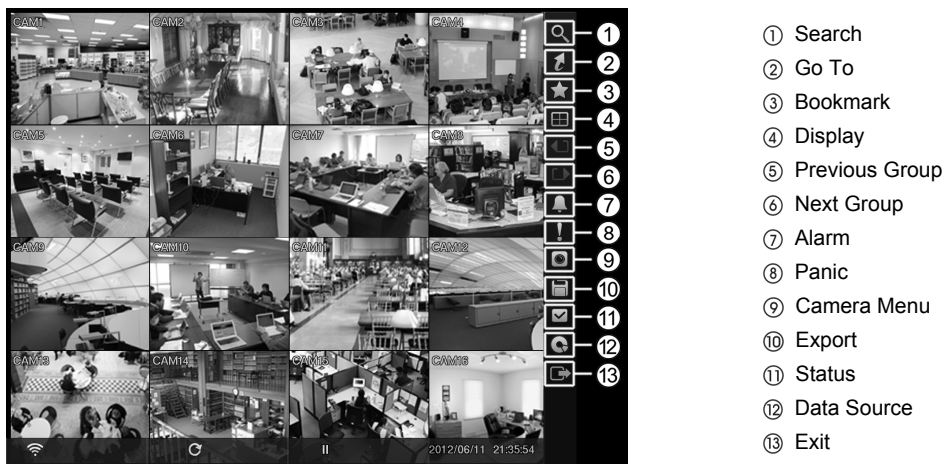 CAM1 CAM2 CAM3 CAM4
CAM5 CAM6 CAM7 CAM8
CAM9 CAM10 CAM11 CAM12
CAM13 CAM14 CAM15 CAM16
2012/06/11 21:35:54
①
②
③
④
⑤
⑥
⑦
⑧
⑨
⑩
⑪
⑫
⑬
① Search
② Go To
③ Bookmark
④ Display
⑤ Previous Group
⑥ Next Group
⑦ Alarm
⑧ Panic
⑨ Camera Menu
⑩ Export
⑪ Status
⑫ Data Source
⑬ Exit